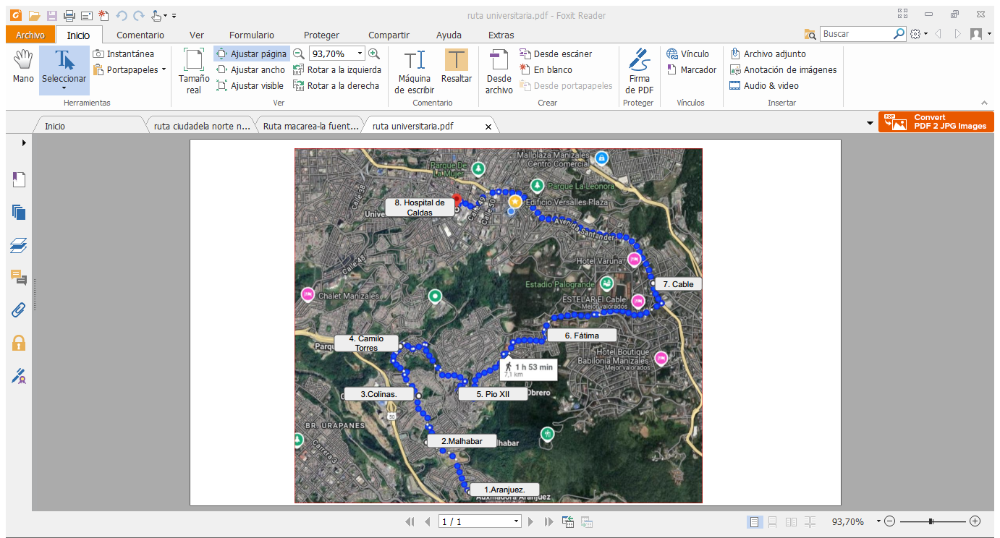 ruta universitaria.pdf - Foxit Reader
Archivo
Inicio
Comentario
Ver
Formulario
Proteger
Compartir
Ayuda
Extras
Buscar
Mano
Seleccionar
Instantánea
Portapapeles
Herramientas
Tamaño
real
Ajustar página
Ajustar ancho
Ajustar visible
93,70%
Rotar a la izquierda
Rotar a la derecha
Ver
Máquina
de escribir
Resaltar
Comentario
Desde
archivo
Desde escáner
En blanco
Desde portapapeles
Crear
Firma
de PDF
Proteger
Vínculo
Marcador
Vínculos
Archivo adjunto
Anotación de imágenes
Audio & video
Insertar
Inicio
ruta ciudadela norte n...
Ruta macarea-la fuent...
ruta universitaria.pdf
PDF
Convert
PDF 2 JPG Images
Mallplaza Manizales
Centro Comercial
Parque De
La Mujer
Parque La Leonora
Calle 38
8. Hospital de
Caldas
Unive
Calle 49
Calle 50
Edificio Versalles Plaza
Avenida Santander
Calle 48
Hotel Varuna
Estadio Palogrande
7. Cable
Chalet Manizales
ESTELAR El Cable
Mejor valorados
4. Camilo
Torres
Parqu
6. Fátima
Hotel Boutique
Babilonia Manizales
Mejor valorados
1 h 53 min
7,1 km
3.Colinas.
5. Pio XII
Obrero
50
BR. URAPANES
2.Malhabar
lhabar
Carrera 3
1.Aranjuez.
Auxiliadora Aranjuez
1 / 1
93,70%